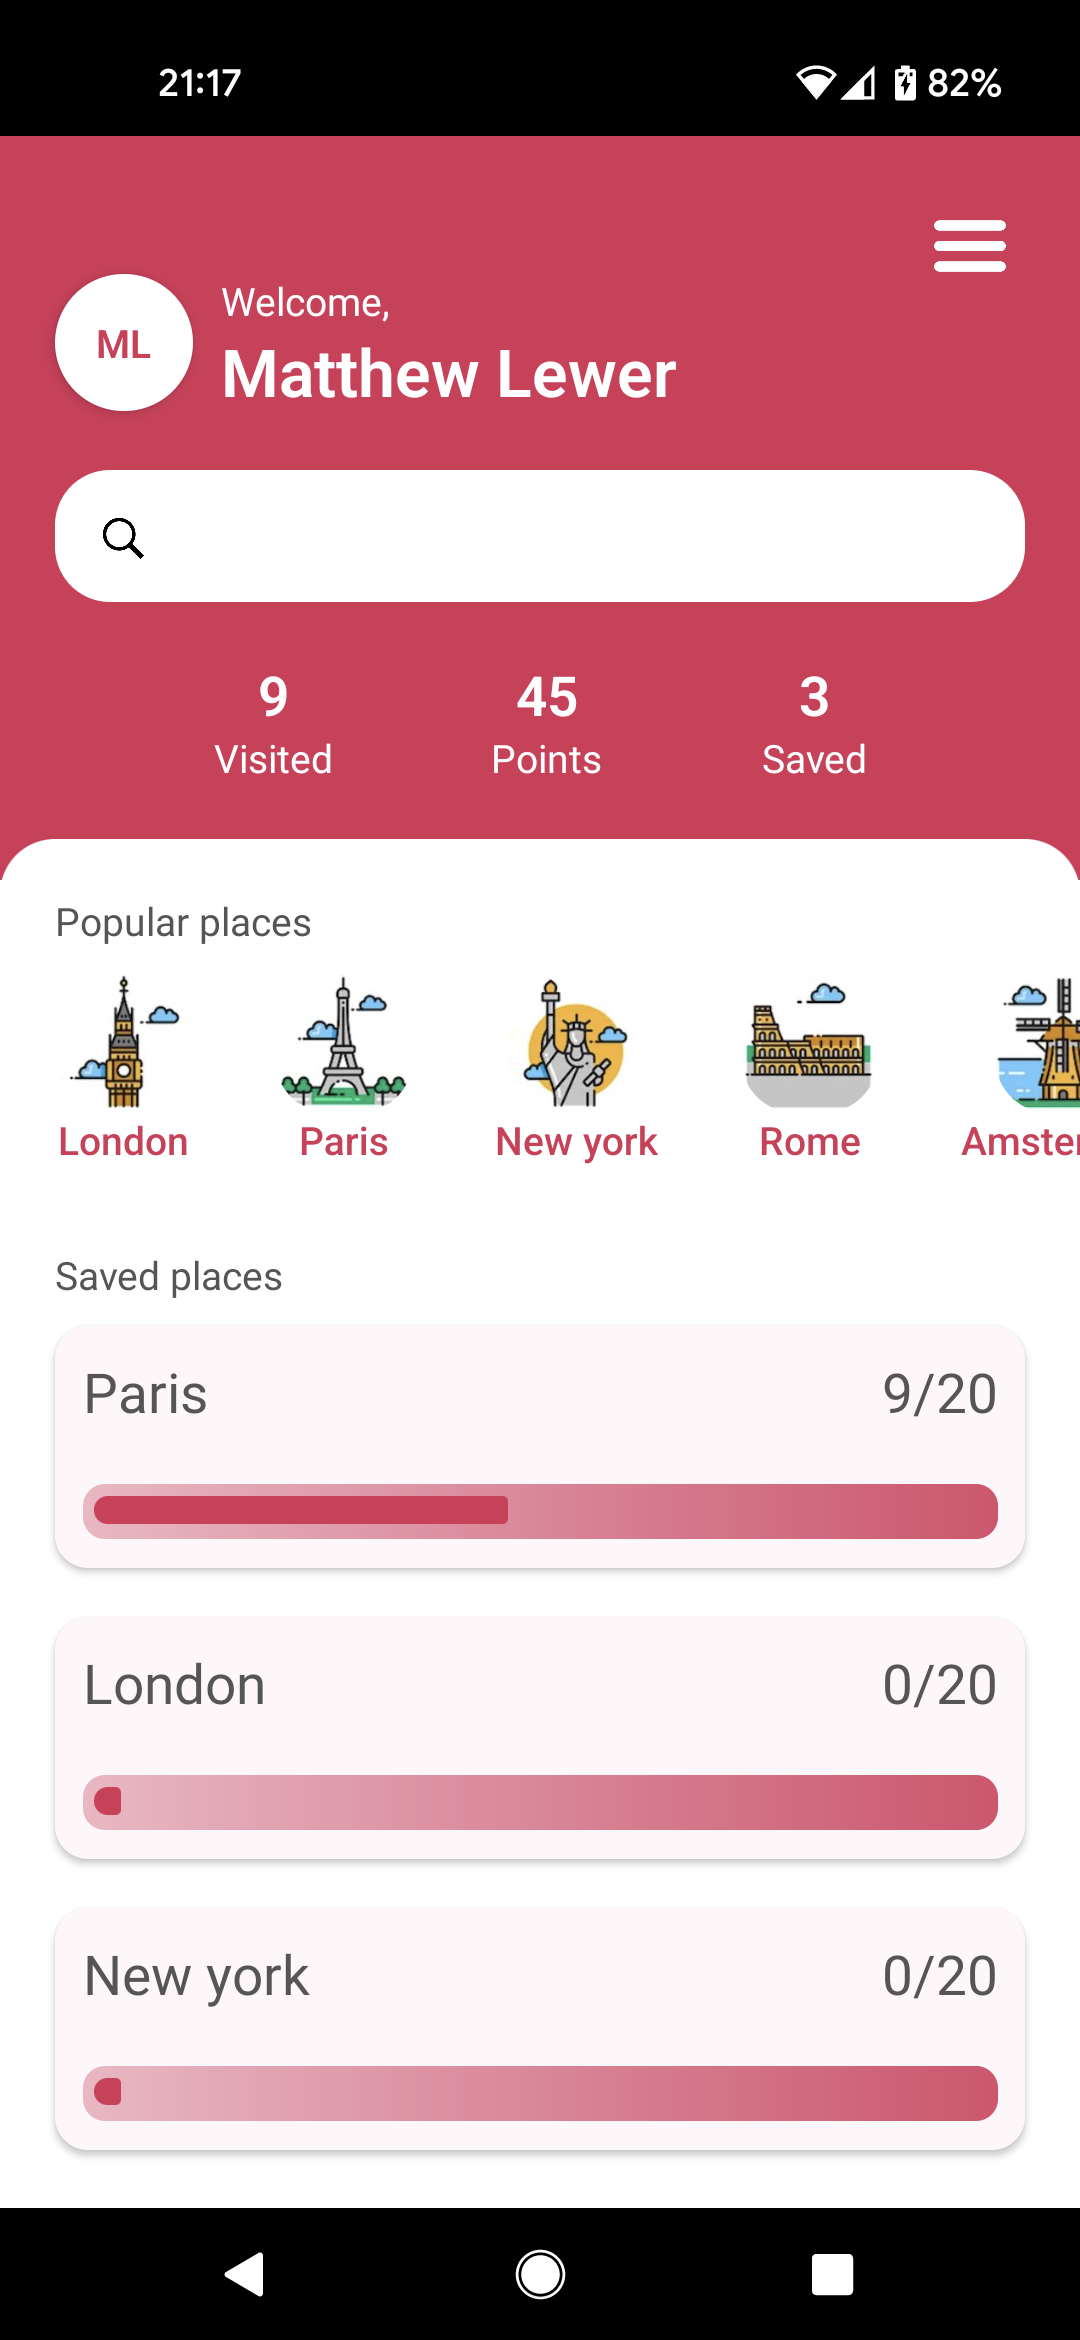 21:17
82%
ML
Welcome,
Matthew Lewer
9
45
3
Visited
Points
Saved
Popular places
London
Paris
New york
Rome
Amster
Saved places
Paris
9/20
London
0/20
New york
0/20